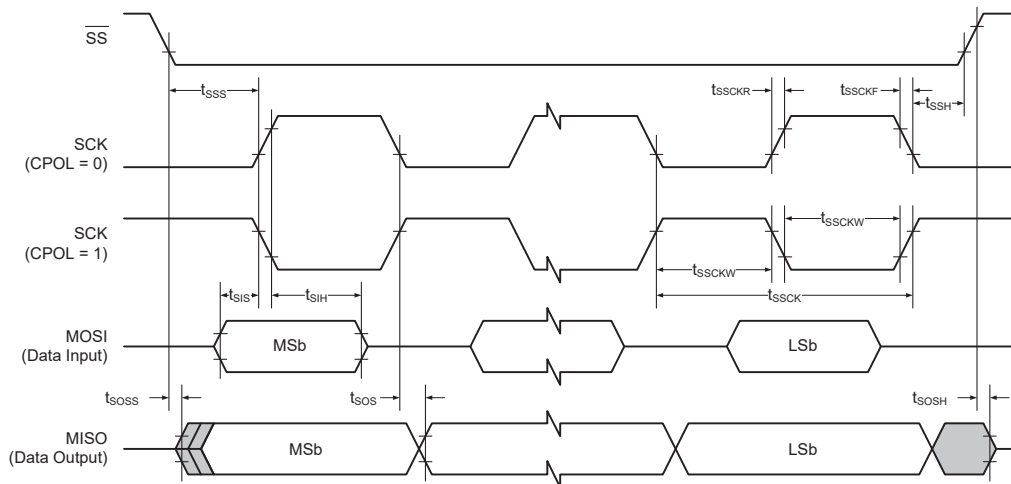 SS
tSSS
tSSCKR
tSSCKF
tSSH
SCK
(CPOL = 0)
SCK
(CPOL = 1)
tSSCKW
tSSCKW
tSIS
tSIH
tSSCK
MOSI
(Data Input)
MSb
LSb
tSOSS
tSOS
tSOSH
MISO
(Data Output)
MSb
LSb